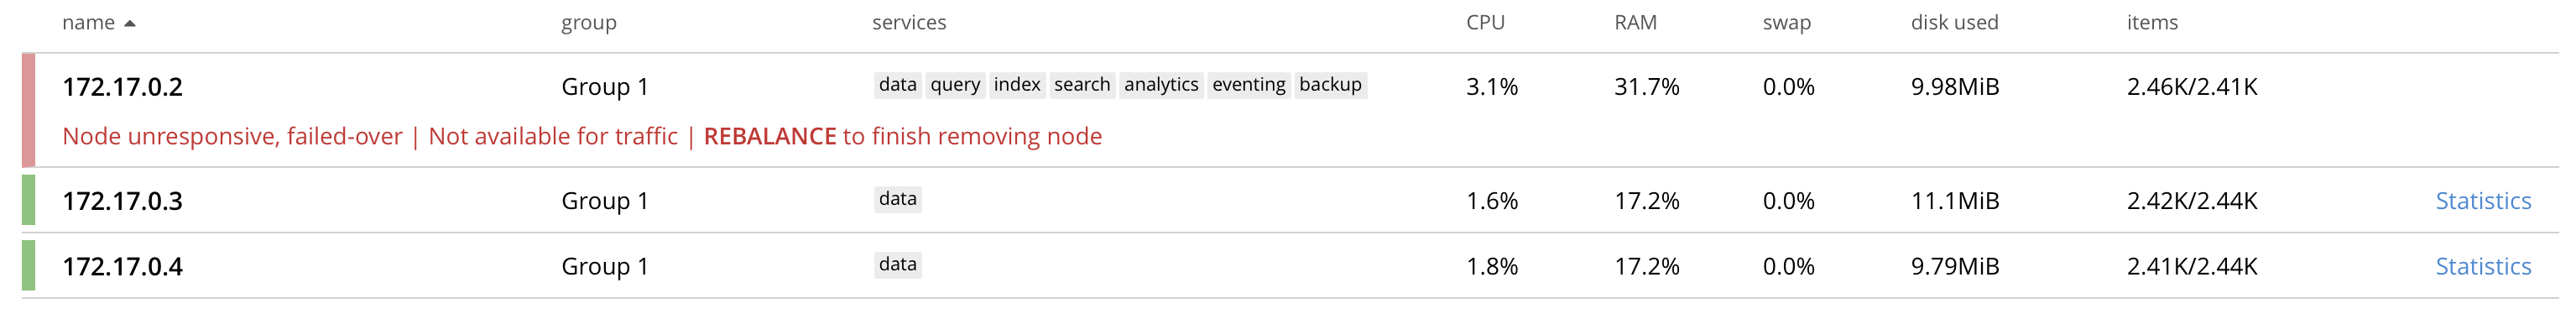 name group services CPU RAM swap disk used items
172.17.0.2 Group 1 data query index search analytics eventing backup 3.1% 31.7% 0.0% 9.98MiB 2.46K/2.41K
Node unresponsive, failed-over | Not available for traffic | REBALANCE to finish removing node
172.17.0.3 Group 1 data 1.6% 17.2% 0.0% 11.1MiB 2.42K/2.44K Statistics
172.17.0.4 Group 1 data 1.8% 17.2% 0.0% 9.79MiB 2.41K/2.44K Statistics